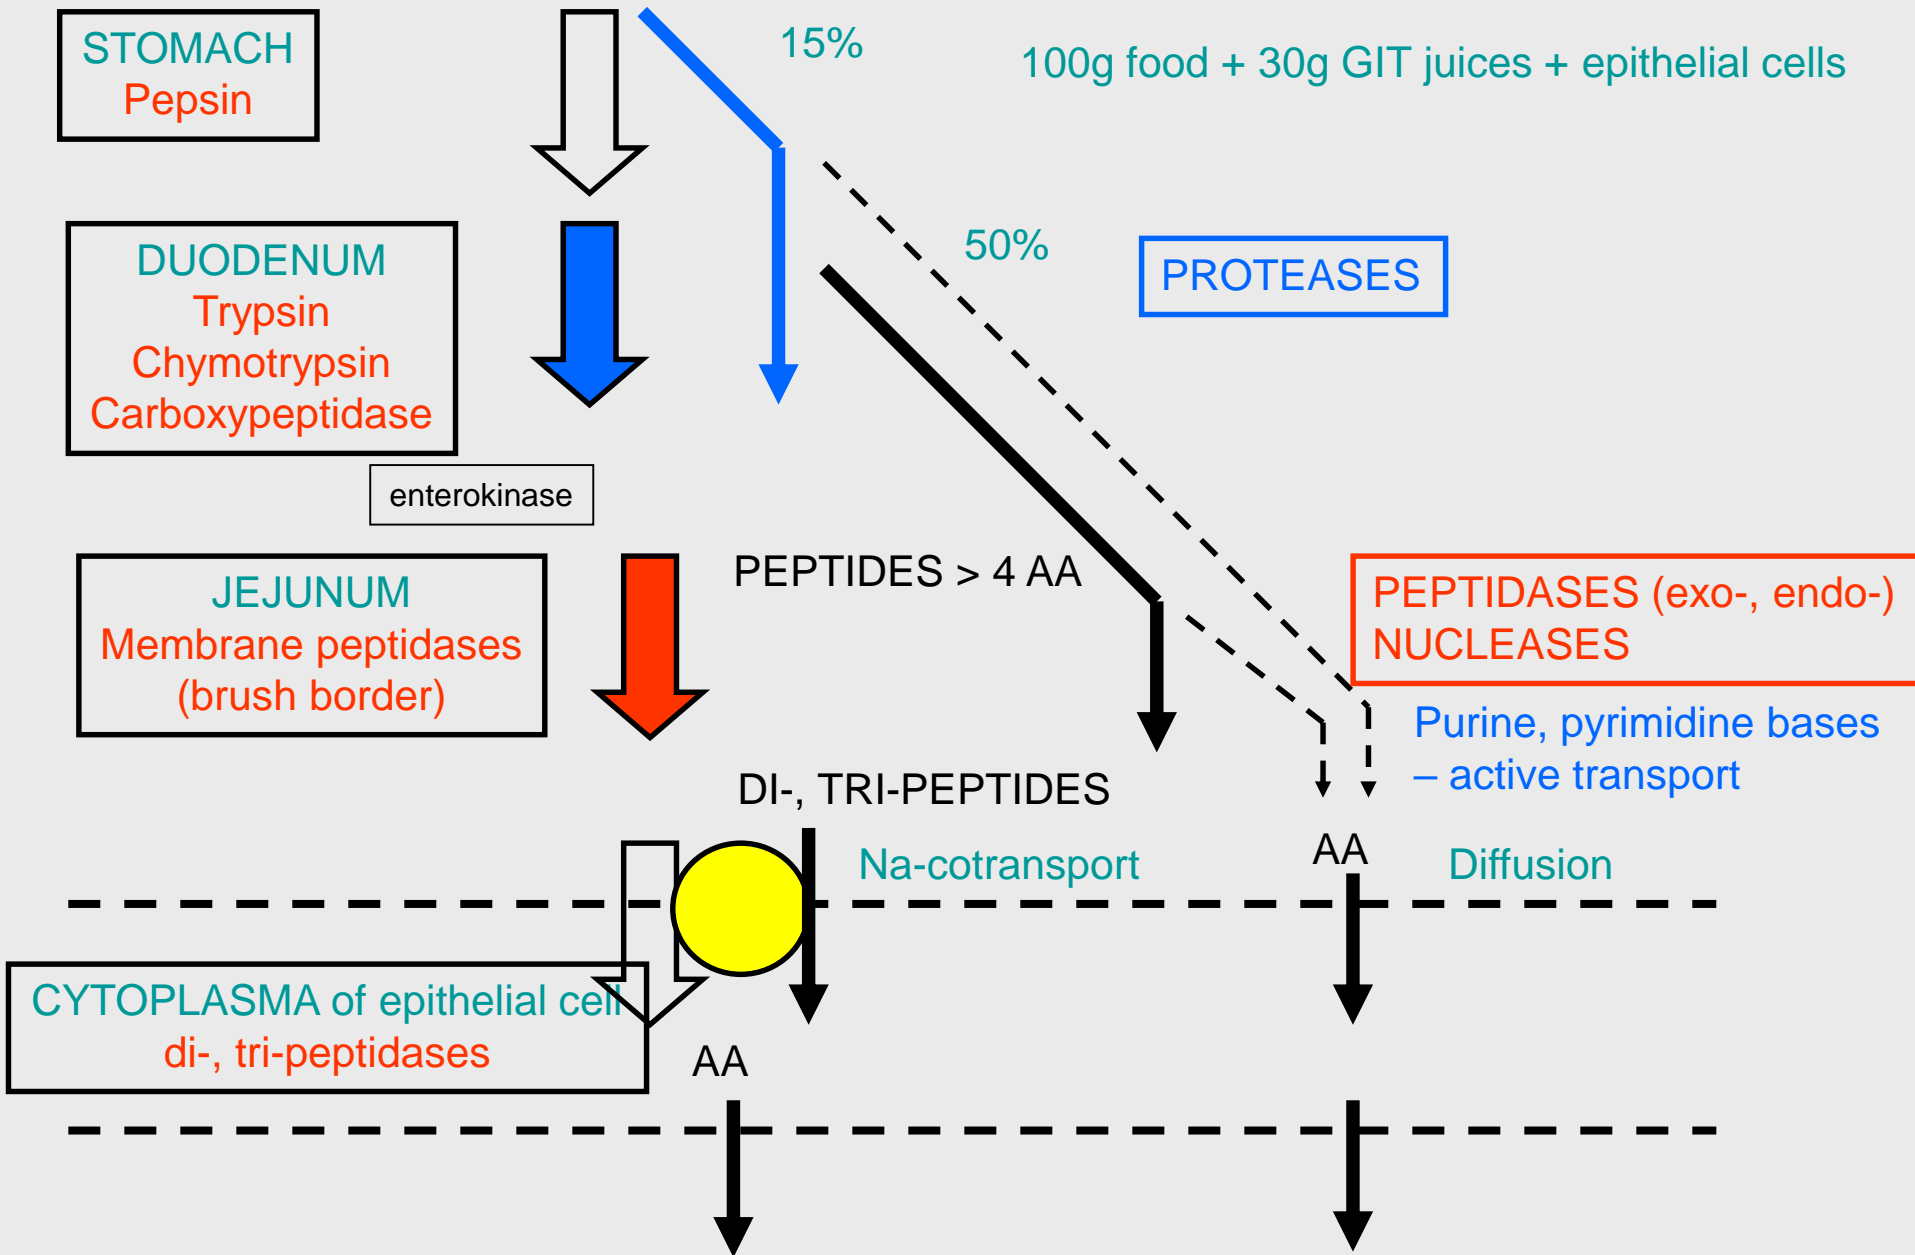 STOMACH
Pepsin
15%
100g food + 30g GIT juices + epithelial cells
DUODENUM
Trypsin
Chymotrypsin
Carboxypeptidase
50%
PROTEASES
enterokinase
JEJUNUM
Membrane peptidases
(brush border)
PEPTIDES > 4 AA
PEPTIDASES (exo-, endo-)
NUCLEASES
Purine, pyrimidine bases
– active transport
DI-, TRI-PEPTIDES
Na-cotransport
AA
Diffusion
CYTOPLASMA of epithelial cell
di-, tri-peptidases
AA